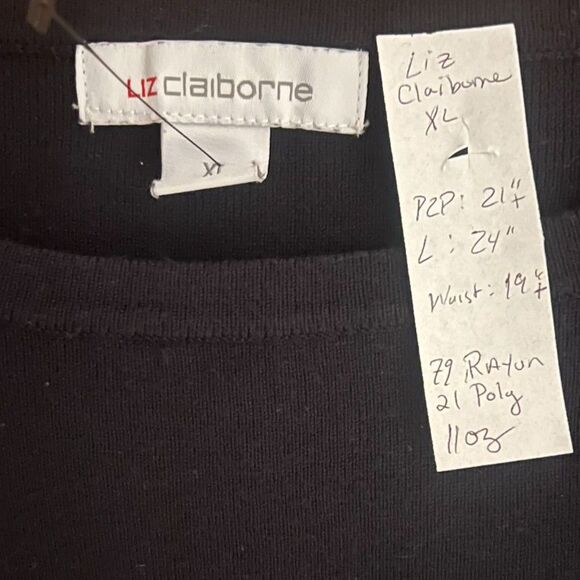 LIZ claiborne
XL
Liz
Claiborne
XL
P2P: 21"+
L: 24"
Waist: 19"+
79 Rayon
21 Poly
11oz